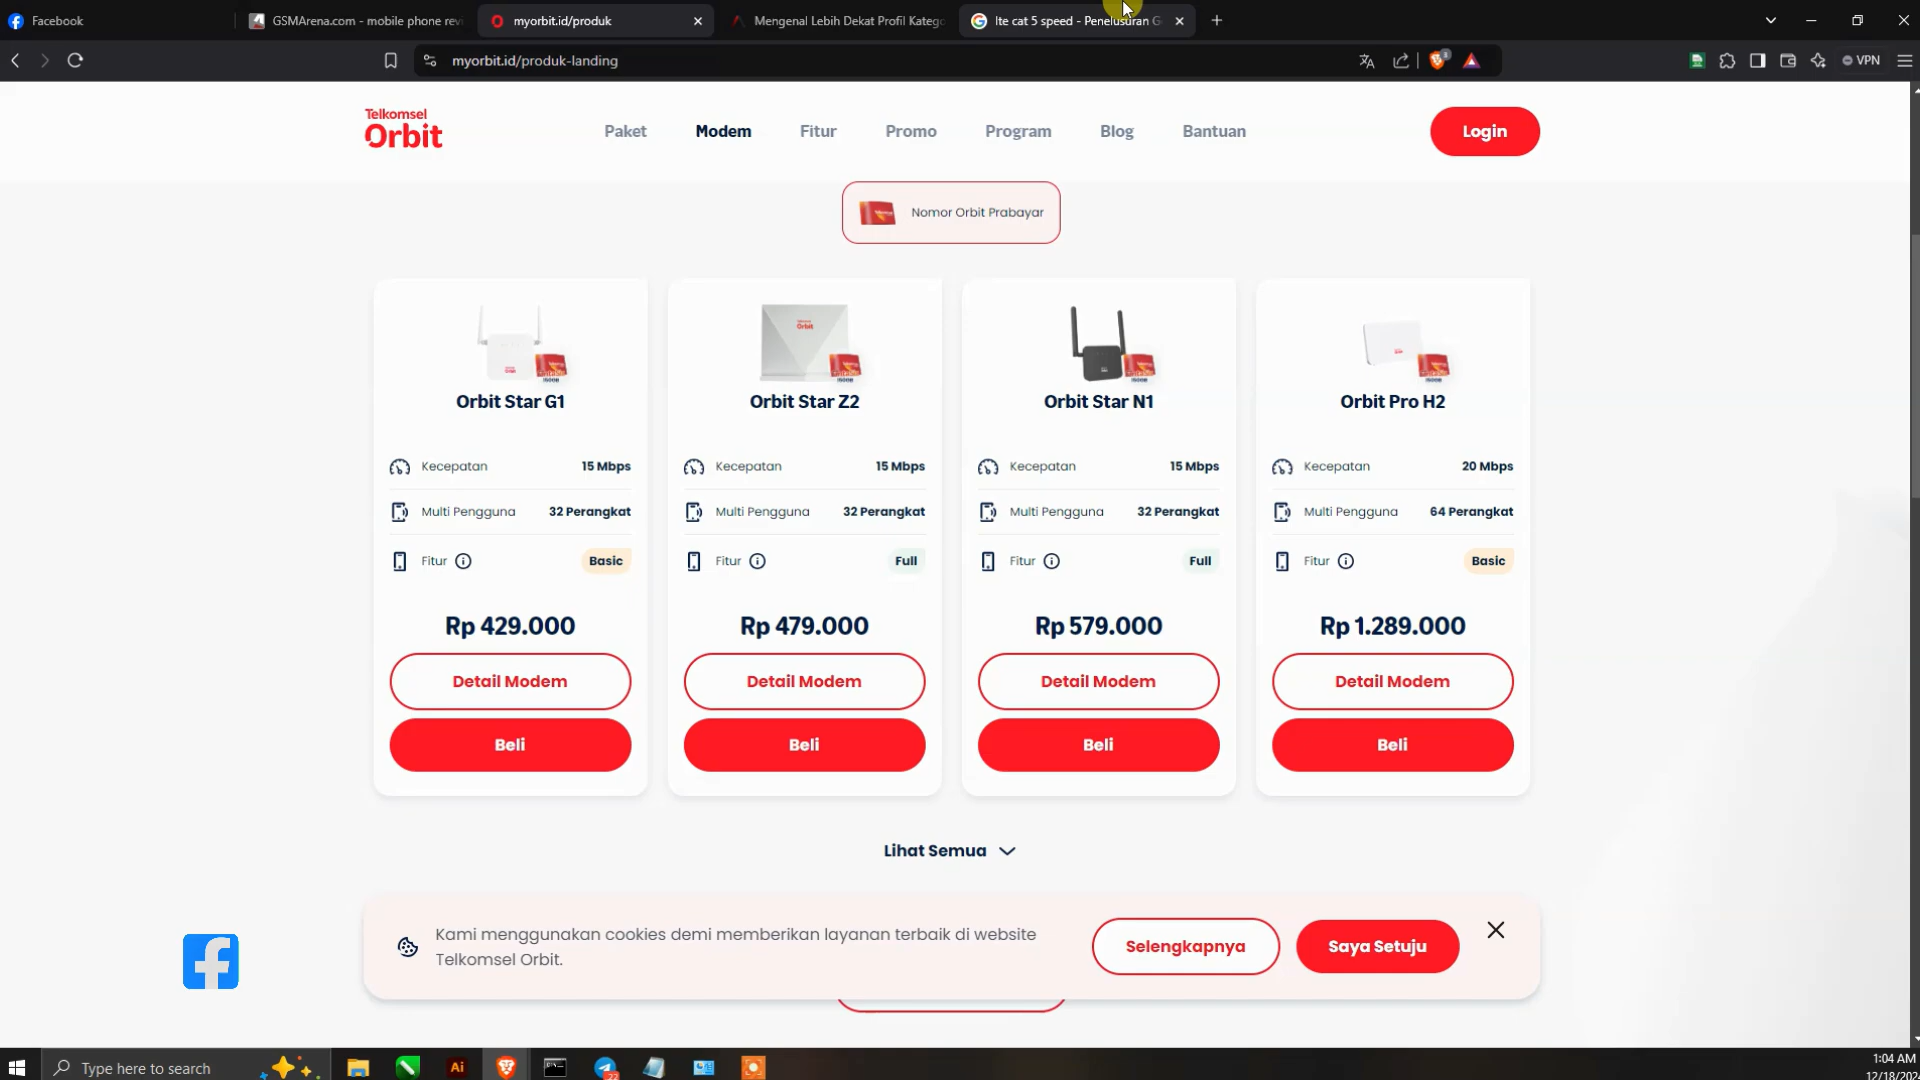 Facebook
GSMArena.com - mobile phone rev
myorbit.id/produk
Mengenal Lebih Dekat Profil Katego
lte cat 5 speed - Penelusuran G
myorbit.id/produk-landing
VPN
Telkomsel
Orbit
Paket
Modem
Fitur
Promo
Program
Blog
Bantuan
Login
Nomor Orbit Prabayar
Orbit Star G1
Kecepatan 15 Mbps
Multi Pengguna 32 Perangkat
Fitur Basic
Rp 429.000
Detail Modem
Beli
Orbit Star Z2
Kecepatan 15 Mbps
Multi Pengguna 32 Perangkat
Fitur Full
Rp 479.000
Detail Modem
Beli
Orbit Star N1
Kecepatan 15 Mbps
Multi Pengguna 32 Perangkat
Fitur Full
Rp 579.000
Detail Modem
Beli
Orbit Pro H2
Kecepatan 20 Mbps
Multi Pengguna 64 Perangkat
Fitur Basic
Rp 1.289.000
Detail Modem
Beli
Lihat Semua
Kami menggunakan cookies demi memberikan layanan terbaik di website
Telkomsel Orbit.
Selengkapnya
Saya Setuju
Type here to search
Ai
1:04 AM